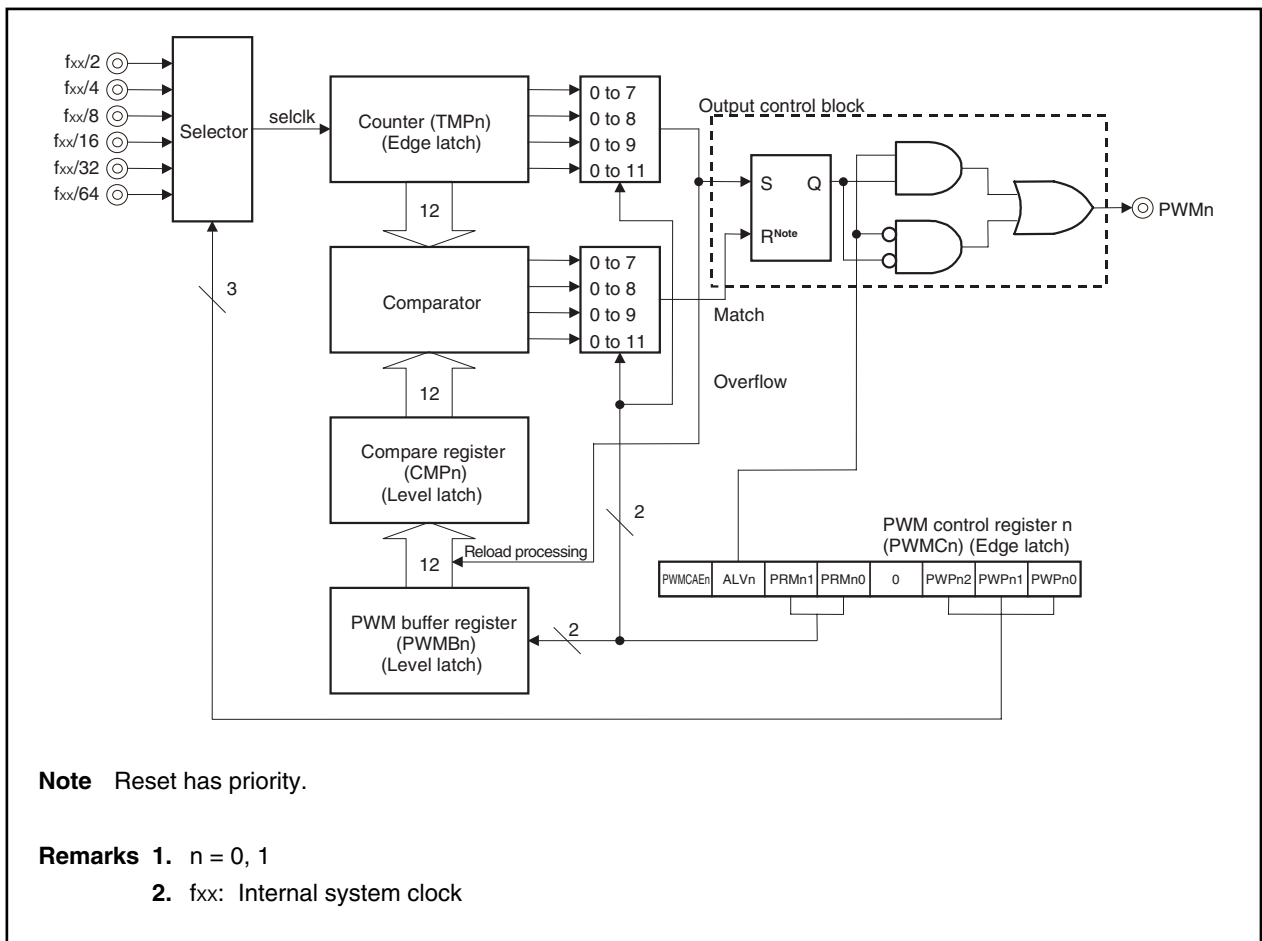 fxx/2
fxx/4
fxx/8
fxx/16
fxx/32
fxx/64
Selector
selclk
Counter (TMPn)
(Edge latch)
0 to 7
0 to 8
0 to 9
0 to 11
Output control block
S Q
RNote
PWMn
12
3
Comparator
0 to 7
0 to 8
0 to 9
0 to 11
Match
Overflow
12
Compare register
(CMPn)
(Level latch)
2
Reload processing
12
PWM control register n
(PWMCn) (Edge latch)
PWMCAEn ALVn PRMn1 PRMn0 0 PWPn2 PWPn1 PWPn0
PWM buffer register
(PWMBn)
(Level latch)
2
Note Reset has priority.
Remarks 1. n = 0, 1
2. fxx: Internal system clock